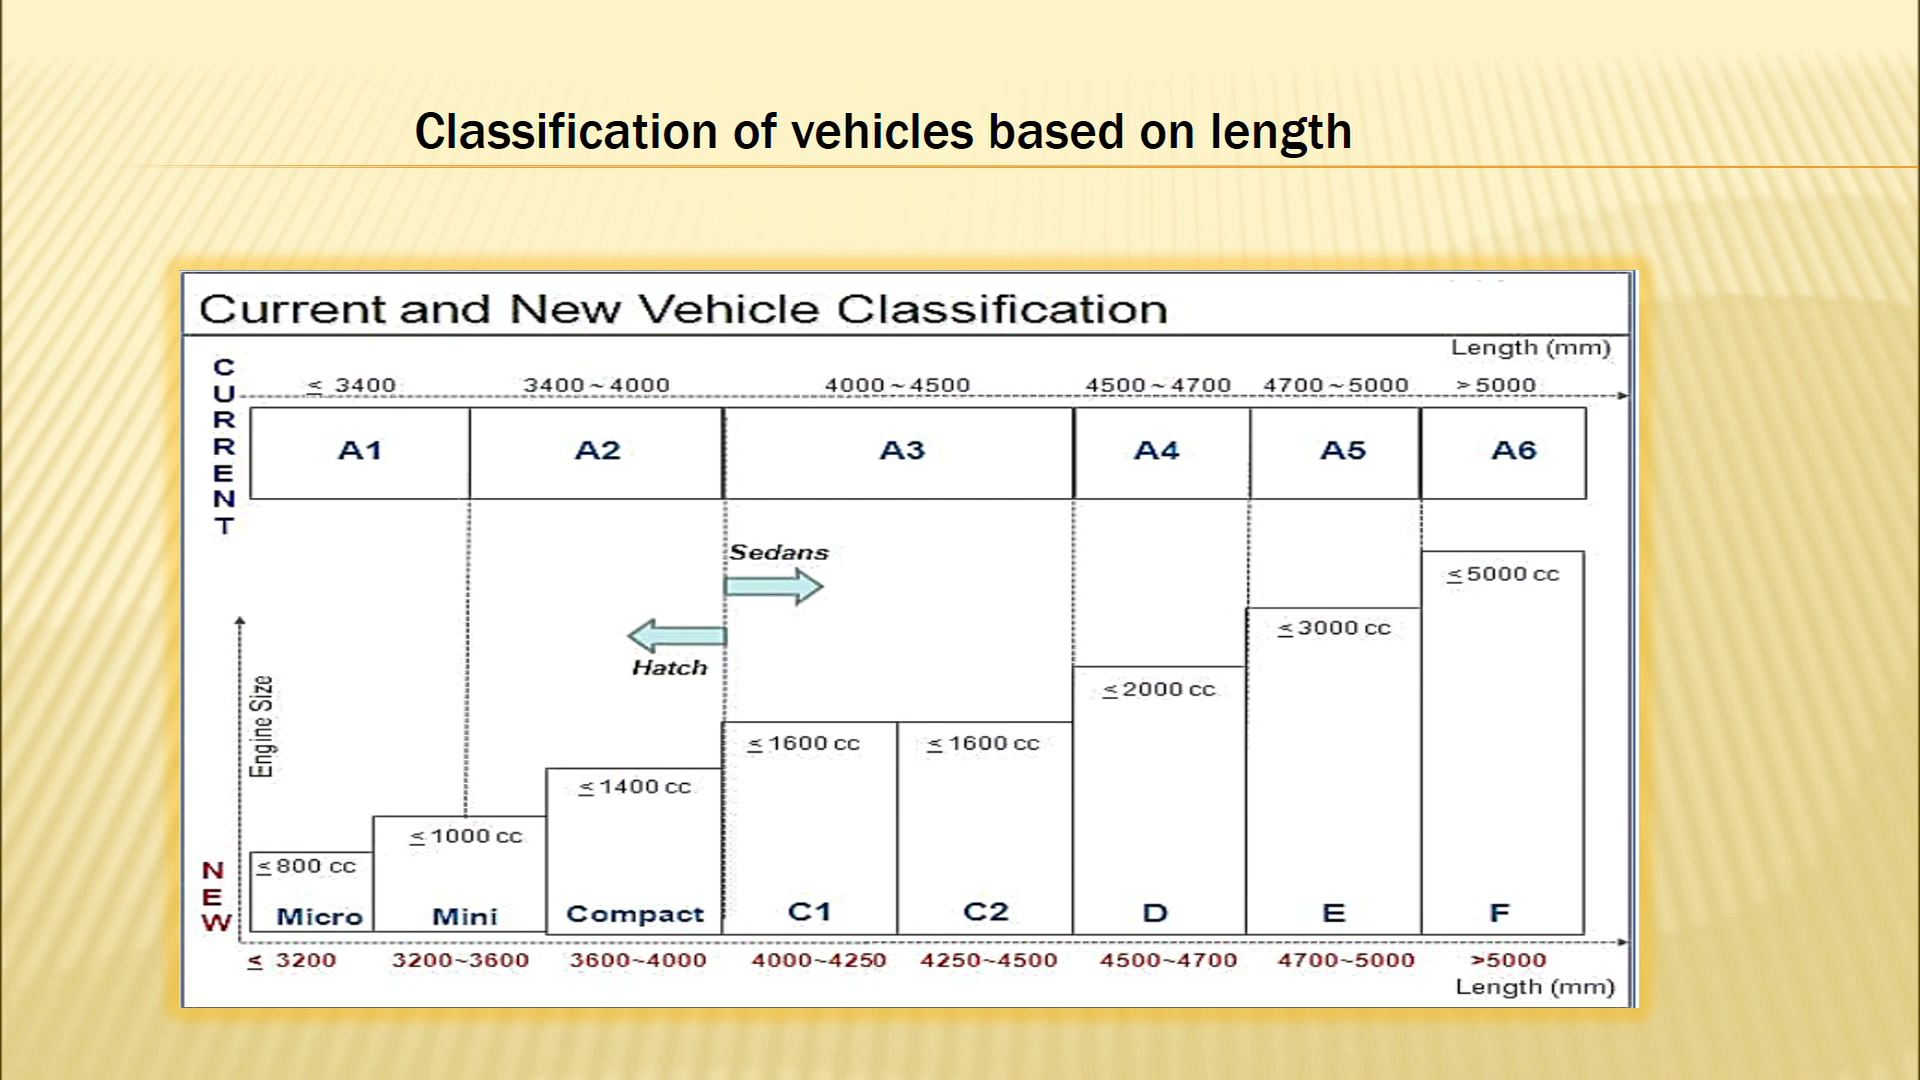 Classification of vehicles based on length
Current and New Vehicle Classification
Length (mm)
CURRENT
≤ 3400 3400~4000 4000~4500 4500~4700 4700~5000 >5000
A1 A2 A3 A4 A5 A6
Sedans
Hatch
Engine Size
≤5000 cc
≤3000 cc
≤2000 cc
≤1600 cc ≤1600 cc
≤1400 cc
≤1000 cc
≤800 cc
NEW
Micro Mini Compact C1 C2 D E F
≤ 3200 3200~3600 3600~4000 4000~4250 4250~4500 4500~4700 4700~5000 >5000
Length (mm)